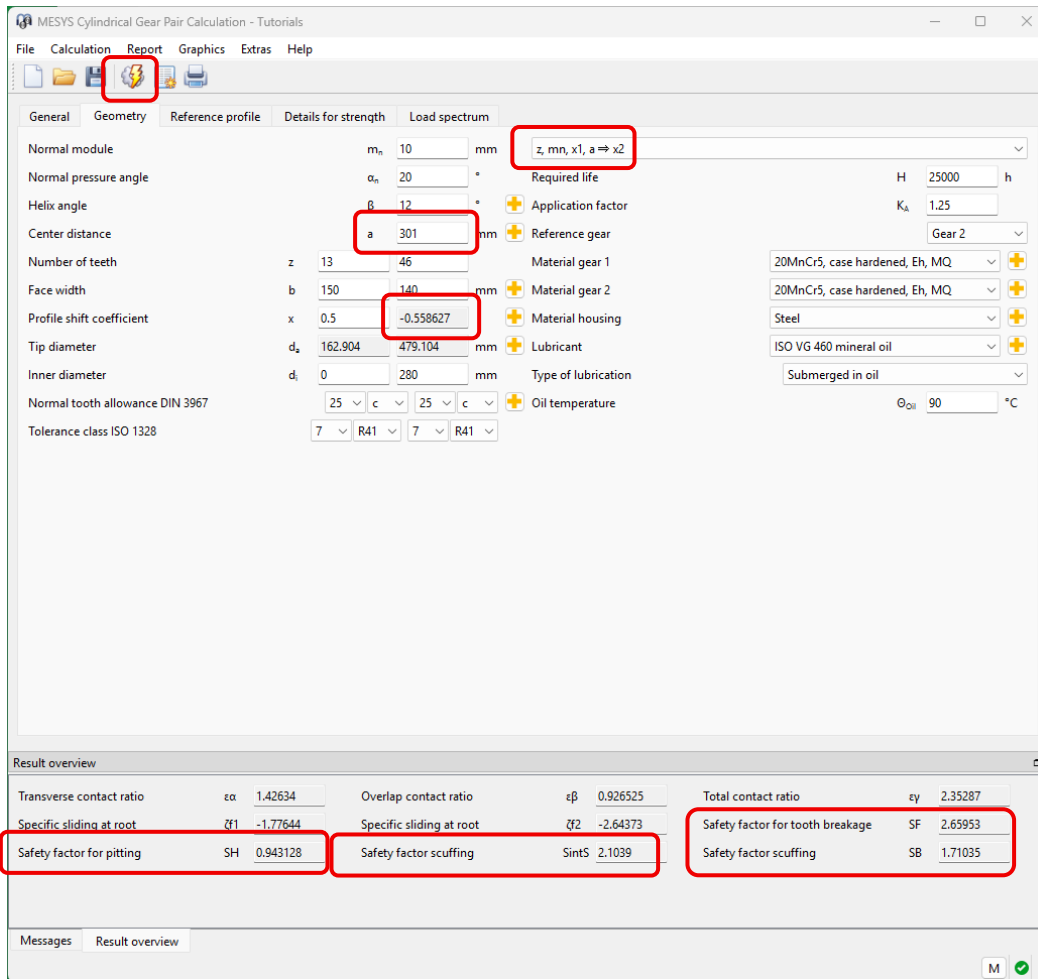 MESYS Cylindrical Gear Pair Calculation - Tutorials
File Calculation Report Graphics Extras Help
General Geometry Reference profile Details for strength Load spectrum
Normal module mn 10 mm z, mn, x1, a ⇒ x2
Normal pressure angle αn 20 ° Required life H 25000 h
Helix angle β 12 ° Application factor KA 1.25
Center distance a 301 mm Reference gear Gear 2
Number of teeth z 13 46 Material gear 1 20MnCr5, case hardened, Eh, MQ
Face width b 150 140 mm Material gear 2 20MnCr5, case hardened, Eh, MQ
Profile shift coefficient x 0.5 -0.558627 Material housing Steel
Tip diameter da 162.904 479.104 mm Lubricant ISO VG 460 mineral oil
Inner diameter di 0 280 mm Type of lubrication Submerged in oil
Normal tooth allowance DIN 3967 25 c 25 c Oil temperature ΘOil 90 °C
Tolerance class ISO 1328 7 R41 7 R41
Result overview
Transverse contact ratio εα 1.42634 Overlap contact ratio εβ 0.926525 Total contact ratio εγ 2.35287
Specific sliding at root ζf1 -1.77644 Specific sliding at root ζf2 -2.64373 Safety factor for tooth breakage SF 2.65953
Safety factor for pitting SH 0.943128 Safety factor scuffing SintS 2.1039 Safety factor scuffing SB 1.71035
Messages Result overview
M